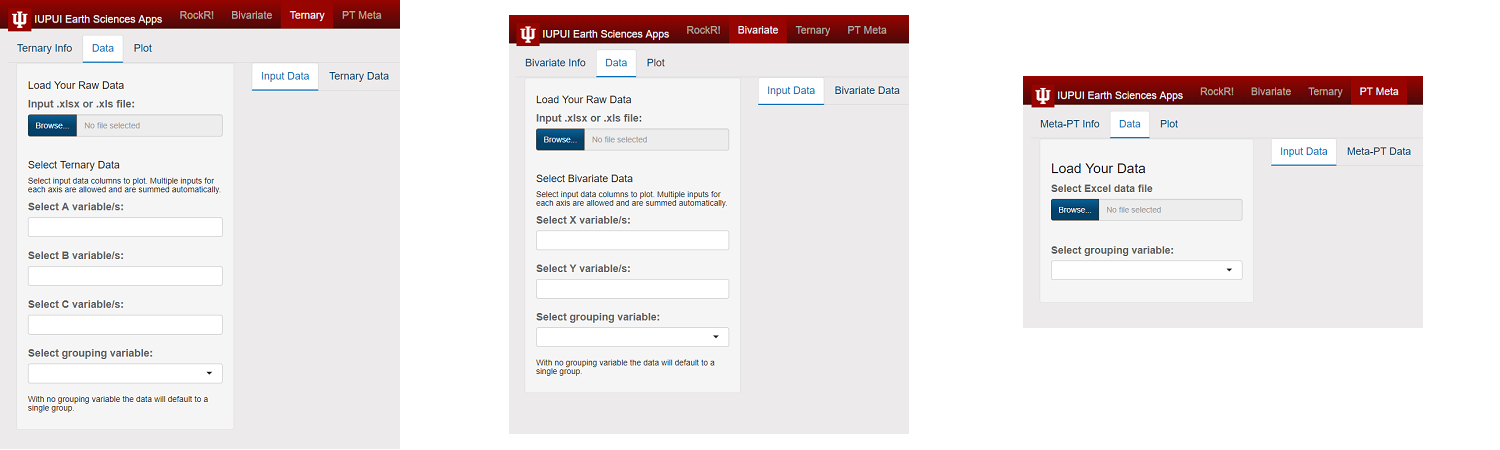 IUPUI Earth Sciences Apps RockR! Bivariate Ternary PT Meta
Ternary Info Data Plot
Input Data Ternary Data
Load Your Raw Data
Input .xlsx or .xls file:
Browse... No file selected
Select Ternary Data
Select input data columns to plot. Multiple inputs for
each axis are allowed and are summed automatically.
Select A variable/s:
Select B variable/s:
Select C variable/s:
Select grouping variable:
With no grouping variable the data will default to a
single group.
IUPUI Earth Sciences Apps RockR! Bivariate Ternary PT Meta
Bivariate Info Data Plot
Input Data Bivariate Data
Load Your Raw Data
Input .xlsx or .xls file:
Browse... No file selected
Select Bivariate Data
Select input data columns to plot. Multiple inputs for
each axis are allowed and are summed automatically.
Select X variable/s:
Select Y variable/s:
Select grouping variable:
With no grouping variable the data will default to a
single group.
IUPUI Earth Sciences Apps RockR! Bivariate Ternary PT Meta
Meta-PT Info Data Plot
Input Data Meta-PT Data
Load Your Data
Select Excel data file
Browse... No file selected
Select grouping variable: